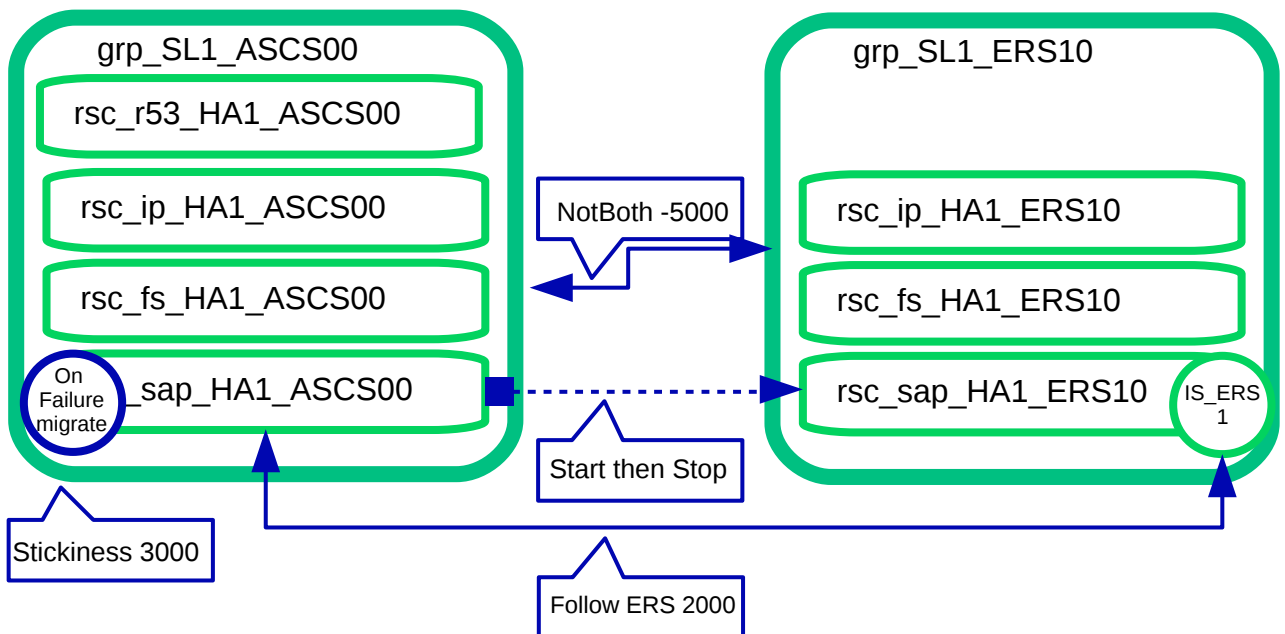 grp_SL1_ASCS00
rsc_r53_HA1_ASCS00
rsc_ip_HA1_ASCS00
rsc_fs_HA1_ASCS00
_sap_HA1_ASCS00
On
Failure
migrate
Stickiness 3000
NotBoth -5000
Start then Stop
Follow ERS 2000
grp_SL1_ERS10
rsc_ip_HA1_ERS10
rsc_fs_HA1_ERS10
rsc_sap_HA1_ERS10
IS_ERS
1